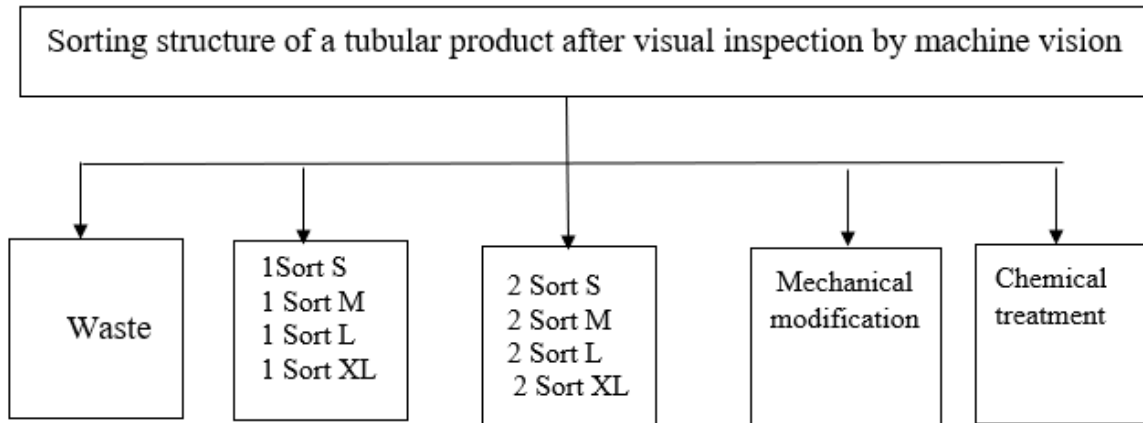 Sorting structure of a tubular product after visual inspection by machine vision
Waste
1Sort S
1 Sort M
1 Sort L
1 Sort XL
2 Sort S
2 Sort M
2 Sort L
2 Sort XL
Mechanical
modification
Chemical
treatment